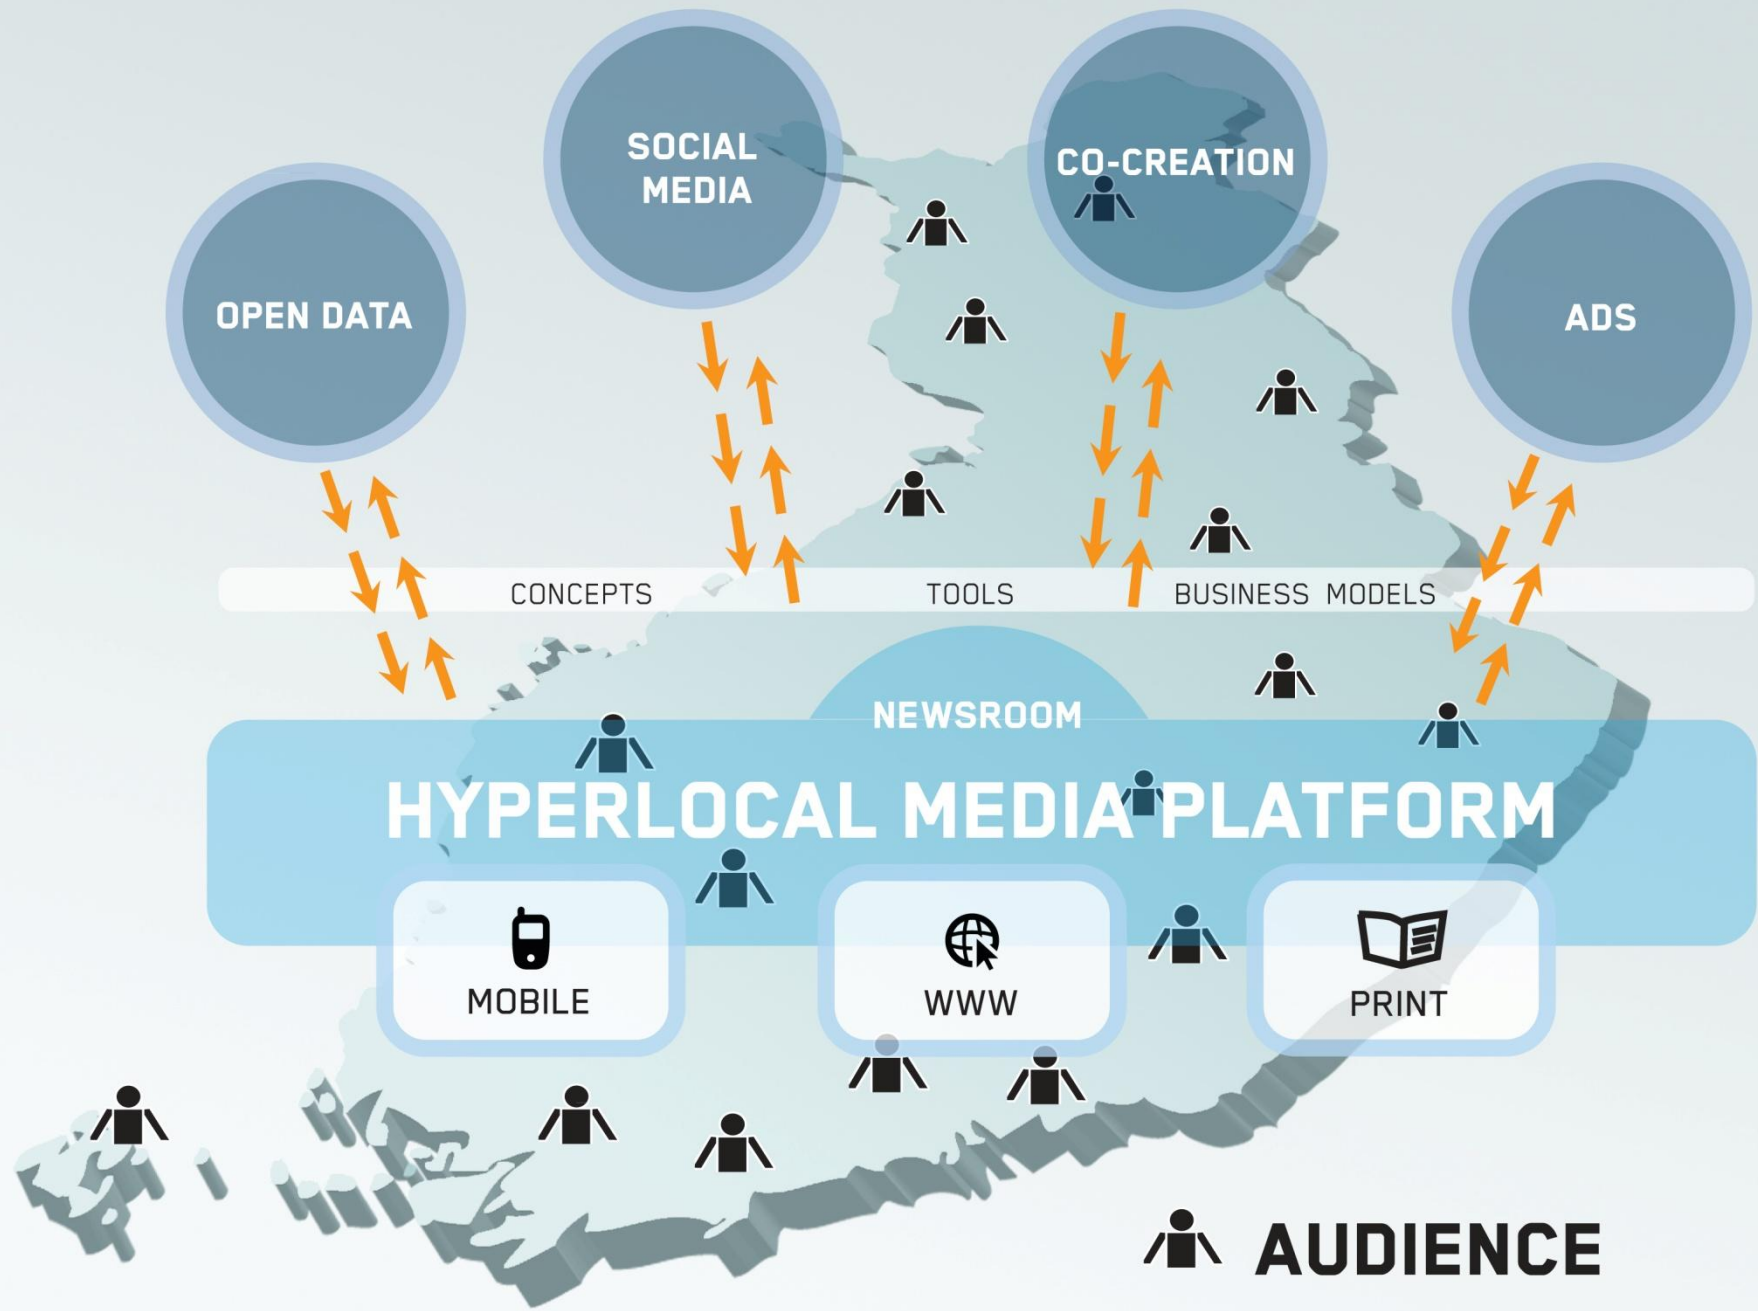 SOCIAL
MEDIA
CO-CREATION
OPEN DATA
ADS
CONCEPTS
TOOLS
BUSINESS MODELS
NEWSROOM
HYPERLOCAL MEDIA PLATFORM
MOBILE
WWW
PRINT
AUDIENCE